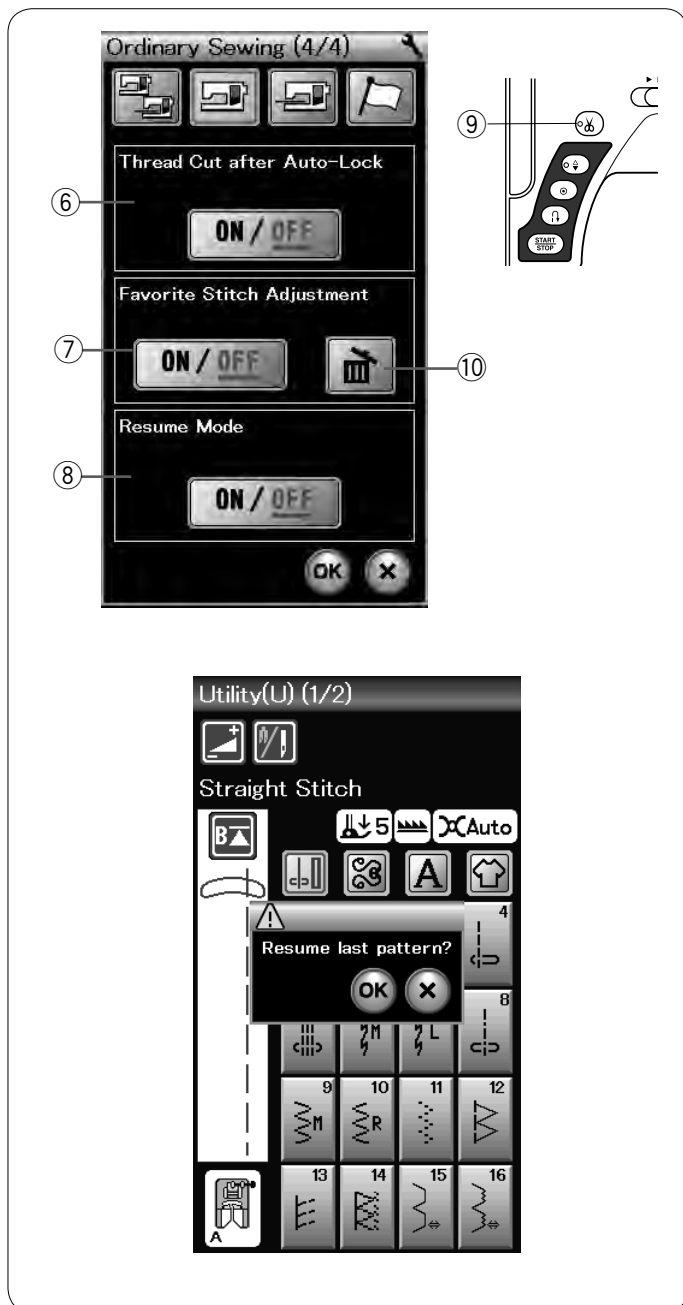 Ordinary Sewing (4/4)
Thread Cut after Auto-Lock
⑥
ON / OFF
Favorite Stitch Adjustment
⑦
ON / OFF
⑩
Resume Mode
⑧
ON / OFF
OK ×
⑨
START
STOP
Utility(U) (1/2)
Straight Stitch
B 5 Auto
A
4
Resume last pattern?
OK ×
8
M L
9 10 11 12
M R
13 14 15 16
A